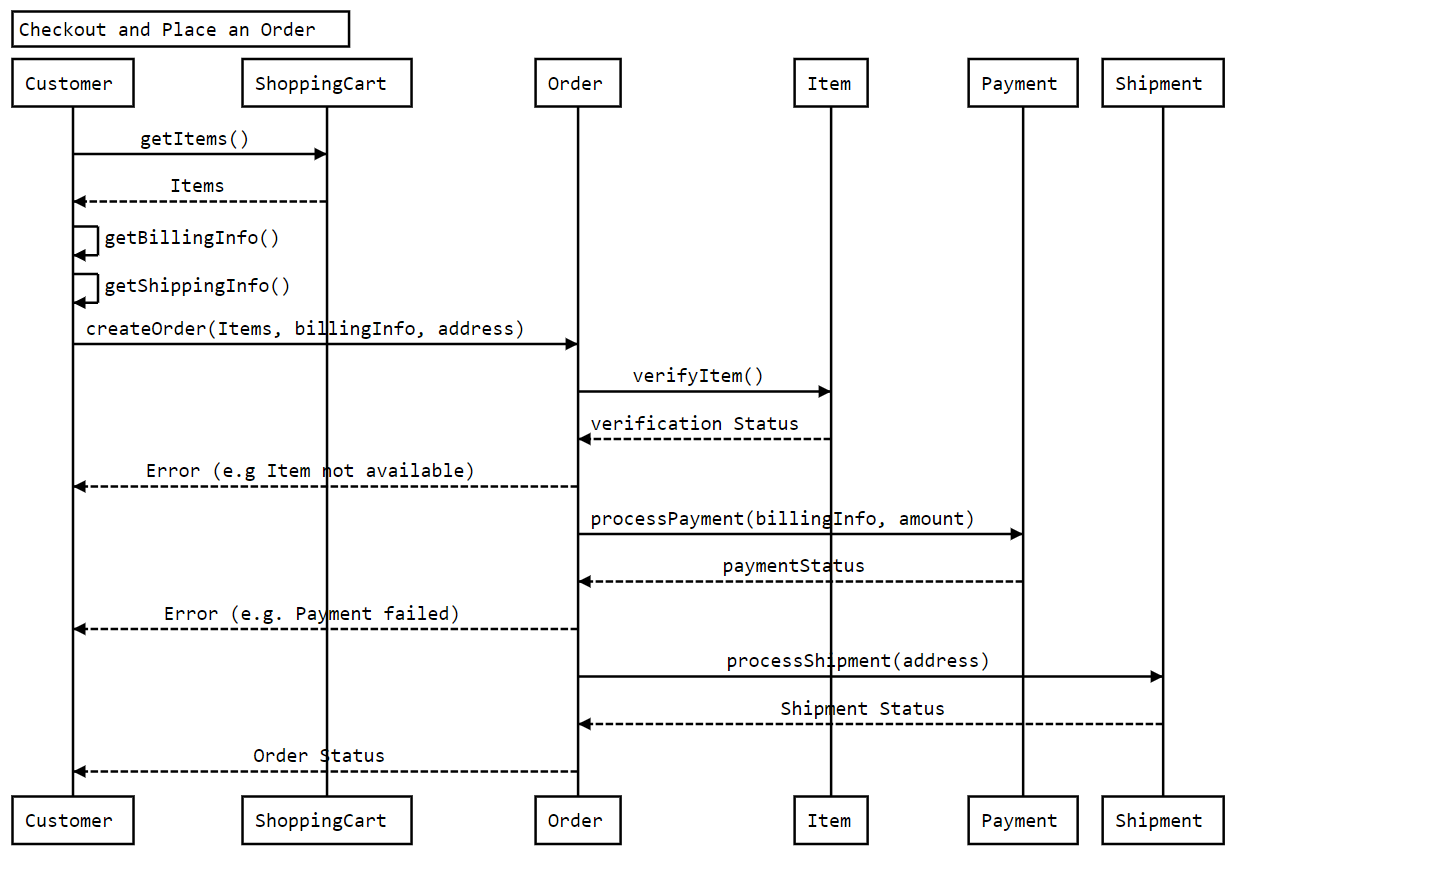 Checkout and Place an Order
Customer
ShoppingCart
Order
Item
Payment
Shipment
getItems()
Items
getBillingInfo()
getShippingInfo()
createOrder(Items, billingInfo, address)
verifyItem()
verification Status
Error (e.g Item not available)
processPayment(billingInfo, amount)
paymentStatus
Error (e.g. Payment failed)
processShipment(address)
Shipment Status
Order Status
Customer
ShoppingCart
Order
Item
Payment
Shipment